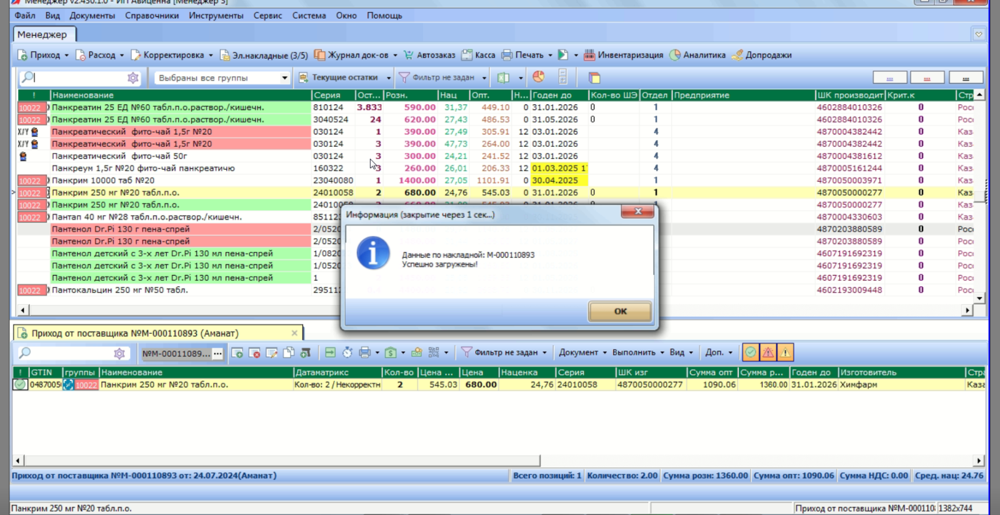 Менеджер v2.450.1.0 - ИП Авиценна [Менеджер 5]
Файл Вид Документы Справочники Инструменты Сервис Система Окно Помощь
Менеджер
Приход Расход Корректировка Эл.накладные (3/5) Журнал док-ов Автозаказ Касса Печать Инвентаризация Аналитика Допродажи
Выбраны все группы Текущие остатки Фильтр не задан ... ... ...
! Наименование Серия Ост... Розн. Нац Опт. Н... Годен до Кол-во ШЭ Отдел Предприятие ШК производит Крит.к Стр
10022 Панкреатин 25 ЕД №60 табл.п.о.раствор./кишечн. 810124 3.833 590.00 31,37 449.10 0 31.01.2026 0 1 4602884010326 0 Рос
10022 Панкреатин 25 ЕД №60 табл.п.о.раствор./кишечн. 3040524 24 620.00 27,43 486.53 0 31.05.2026 0 1 4602884010326 0 Рос
X/Y Панкреатический фито-чай 1,5г №20 030124 1 390.00 27,49 305.91 12 03.01.2026 4 4870004382442 0 Каз
X/Y Панкреатический фито-чай 1,5г №20 030124 3 390.00 47,73 264.00 12 03.01.2026 4 4870004382442 0 Каз
Панкреатический фито-чай 50г 030124 3 300.00 24,21 241.52 12 03.01.2026 4 4870004381612 0 Каз
Панкреум 1,5г №20 фито-чай панкреатичю 160322 3 260.00 26,01 206.33 12 01.03.2025 1 4 4870005161244 0 Каз
10022 Панкрим 10000 таб №20 23040080 1 1400.00 27,05 1101.91 0 30.04.2025 1 4870050003971 0 Каз
> 10022 Панкрим 250 мг №20 табл.п.о. 24010058 2 680.00 24,76 545.03 0 31.01.2026 0 1 4870050000277 0 Каз
10022 Панкрим 250 мг №20 табл.п.о. 24010058 4870050000277 0 Каз
10022 Пантап 40 мг №28 табл.п.о.раствор./кишечн. 85112 4870004330603 0 Каз
Пантенол Dr.Pi 130 г пена-спрей 2/052 4870203880589 0 Рос
Пантенол Dr.Pi 130 г пена-спрей 2/052 4870203880589 0 Рос
Пантенол детский с 3-х лет Dr.Pi 130 мл пена-спрей 1/082 4607191692319 0 Рос
Пантенол детский с 3-х лет Dr.Pi 130 мл пена-спрей 1/052 4607191692319 0 Рос
Пантенол детский с 3-х лет Dr.Pi 130 мл пена-спрей 1 4607191692319 0 Рос
10022 Пантокальцин 250 мг №50 табл. 29511 4602193009448 0 Рос
Информация (закрытие через 1 сек...)
Данные по накладной: М-000110893
Успешно загружены!
ОК
Приход от поставщика №М-000110893 (Аманат)
№М-00011089... ... Фильтр не задан Документ Выполнить Вид Доп.
! GTIN группы Наименование Датаматрикс Кол-во Цена ... Цена Наценка Серия ШК изг Сумма опт Сумма р... Годен до Изготовитель Стра
0487005 10022 Панкрим 250 мг №20 табл.п.о. Кол-во: 2 / Некорректн 2 545.03 680.00 24,76 24010058 4870050000277 1090.06 1360.00 31.01.2026 Химфарм Каза
Приход от поставщика №М-000110893 от: 24.07.2024(Аманат) Всего позиций: 1 Количество: 2.00 Сумма розн: 1360.00 Сумма опт: 1090.06 Сумма НДС: 0.00 Сред. нац: 24.76
Панкрим 250 мг №20 табл.п.о. Приход от поставщика №М-000110 1382x744